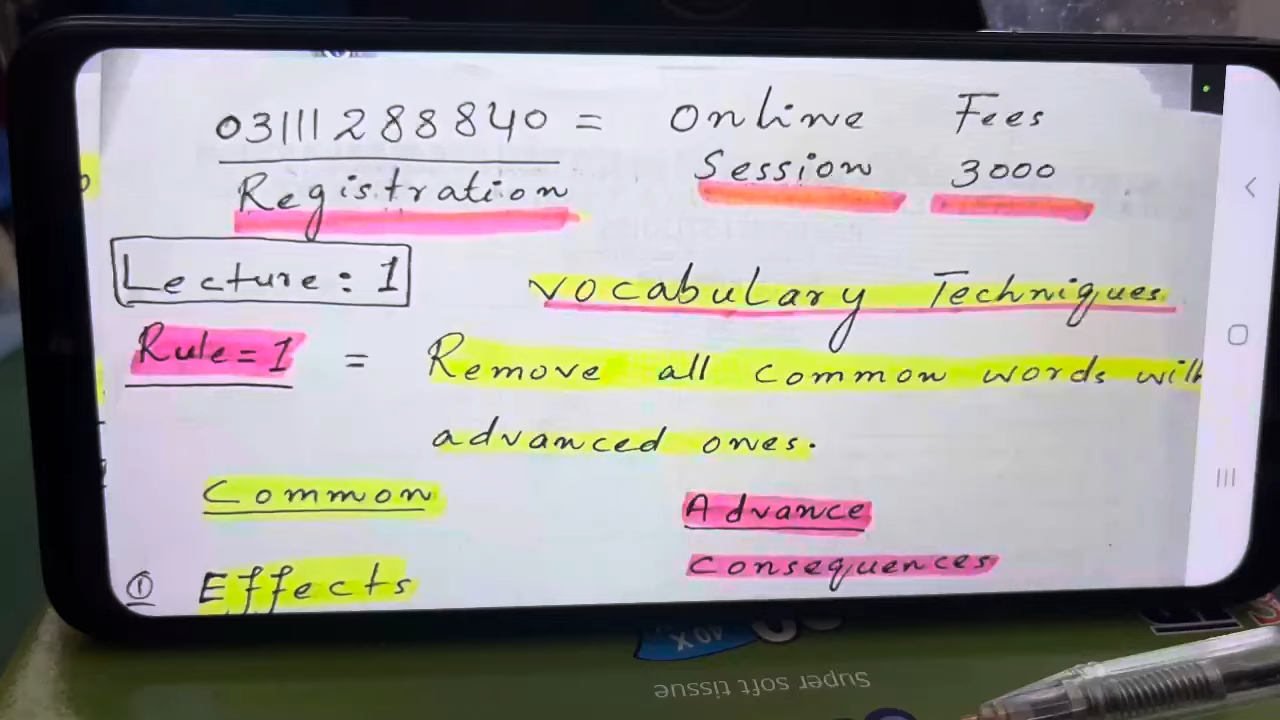 03111288840 = Online Fees
Registration Session 3000
Lecture: 1
Vocabulary Techniques
Rule=1 = Remove all common words with
advanced ones.
Common Advance
① Effects Consequences
40X
Super soft tissue